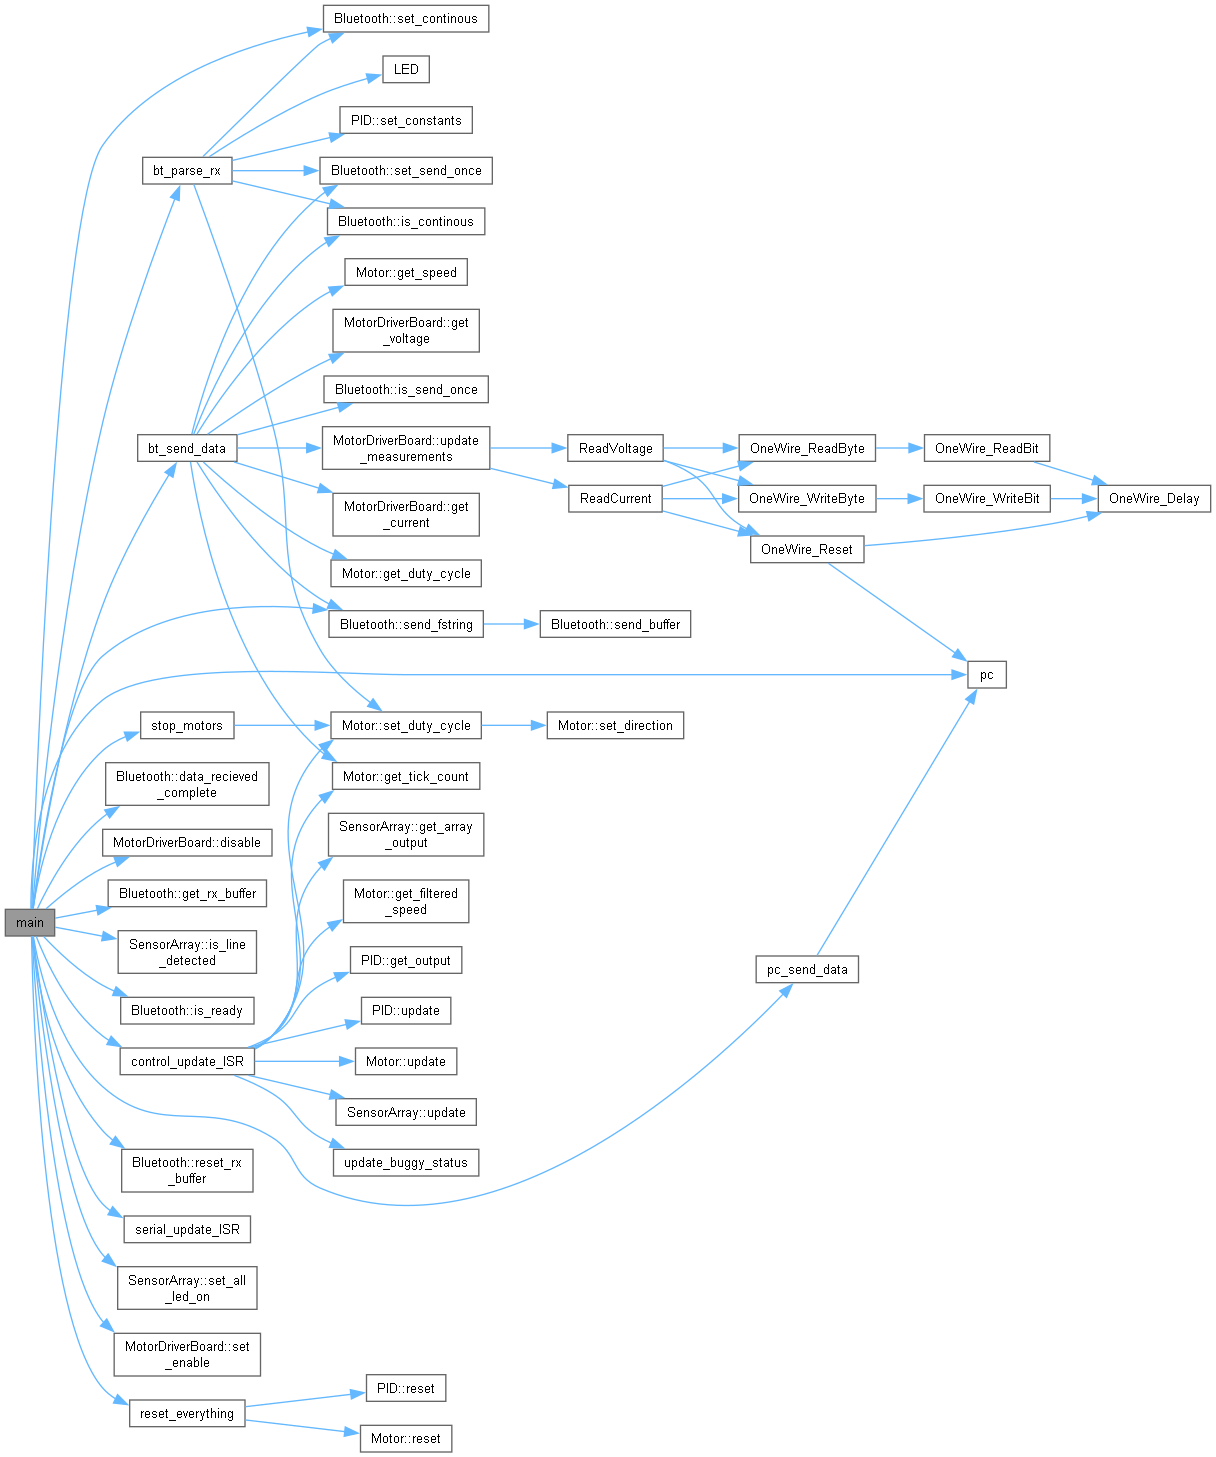 Bluetooth::set_continous
LED
PID::set_constants
bt_parse_rx
Bluetooth::set_send_once
Bluetooth::is_continous
Motor::get_speed
MotorDriverBoard::get
_voltage
Bluetooth::is_send_once
bt_send_data
MotorDriverBoard::update
_measurements
ReadVoltage
OneWire_ReadByte
OneWire_ReadBit
ReadCurrent
OneWire_WriteByte
OneWire_WriteBit
OneWire_Delay
MotorDriverBoard::get
_current
OneWire_Reset
Motor::get_duty_cycle
Bluetooth::send_fstring
Bluetooth::send_buffer
pc
stop_motors
Motor::set_duty_cycle
Motor::set_direction
Bluetooth::data_recieved
_complete
Motor::get_tick_count
MotorDriverBoard::disable
SensorArray::get_array
_output
Bluetooth::get_rx_buffer
Motor::get_filtered
_speed
main
SensorArray::is_line
_detected
PID::get_output
pc_send_data
Bluetooth::is_ready
PID::update
control_update_ISR
Motor::update
SensorArray::update
Bluetooth::reset_rx
_buffer
update_buggy_status
serial_update_ISR
SensorArray::set_all
_led_on
MotorDriverBoard::set
_enable
PID::reset
reset_everything
Motor::reset